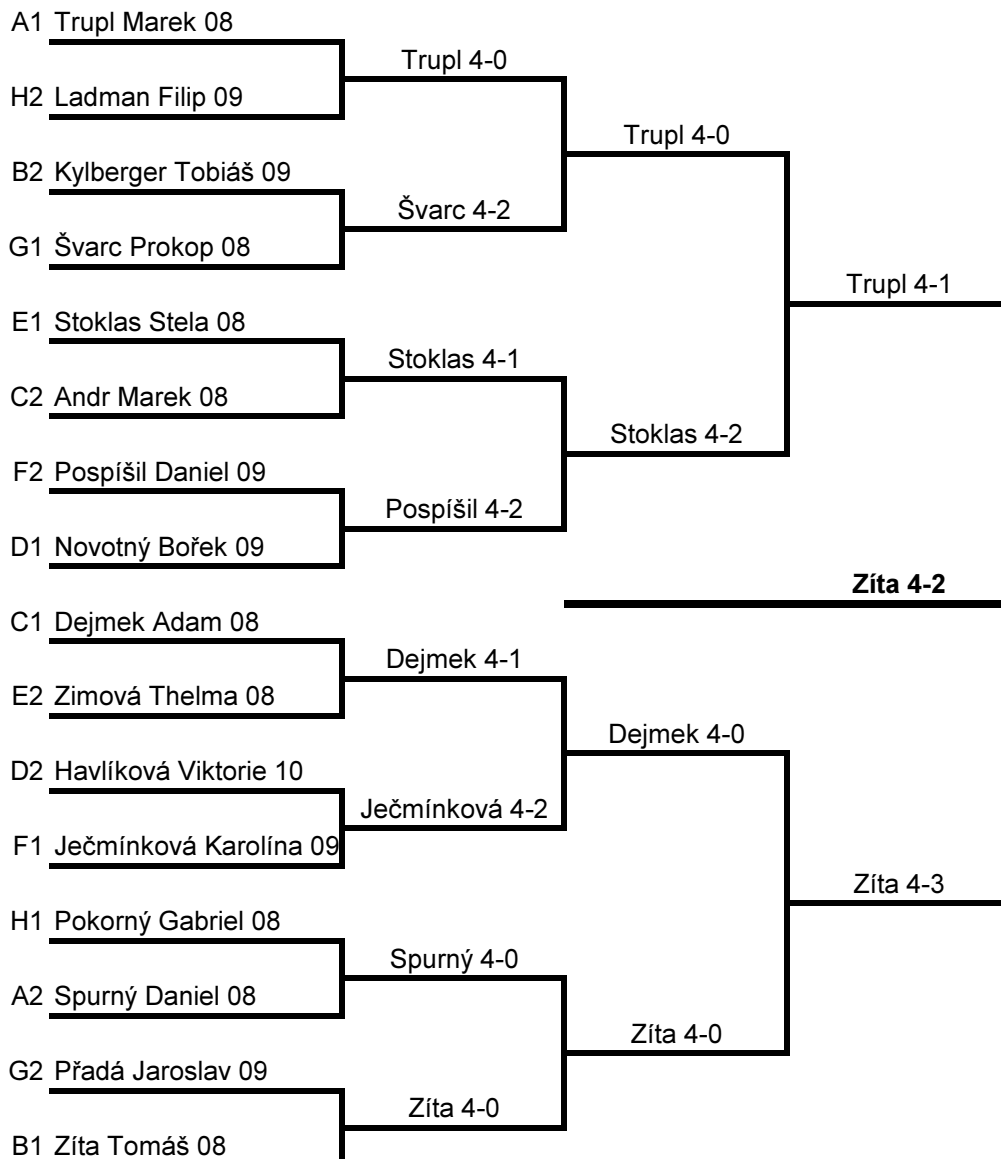 A1 Trupl Marek 08
Trupl 4-0
H2 Ladman Filip 09
Trupl 4-0
B2 Kylberger Tobiáš 09
Švarc 4-2
G1 Švarc Prokop 08
Trupl 4-1
E1 Stoklas Stela 08
Stoklas 4-1
C2 Andr Marek 08
Stoklas 4-2
F2 Pospíšil Daniel 09
Pospíšil 4-2
D1 Novotný Bořek 09
Zíta 4-2
C1 Dejmek Adam 08
Dejmek 4-1
E2 Zimová Thelma 08
Dejmek 4-0
D2 Havlíková Viktorie 10
Ječmínková 4-2
F1 Ječmínková Karolína 09
Zíta 4-3
H1 Pokorný Gabriel 08
Spurný 4-0
A2 Spurný Daniel 08
Zíta 4-0
G2 Přadá Jaroslav 09
Zíta 4-0
B1 Zíta Tomáš 08